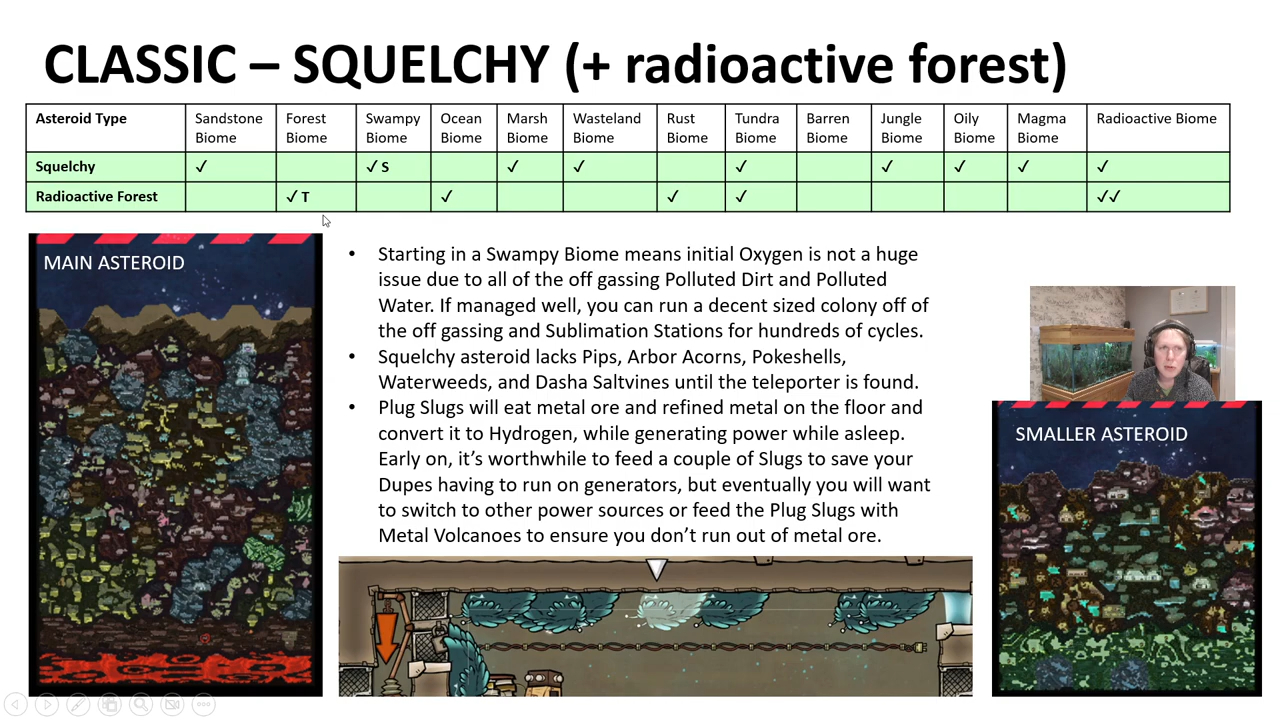 CLASSIC – SQUELCHY (+ radioactive forest)
Asteroid Type Sandstone Biome Forest Biome Swampy Biome Ocean Biome Marsh Biome Wasteland Biome Rust Biome Tundra Biome Barren Biome Jungle Biome Oily Biome Magma Biome Radioactive Biome
Squelchy ✓ ✓ S ✓ ✓ ✓ ✓ ✓ ✓ ✓
Radioactive Forest ✓ T ✓ ✓ ✓ ✓✓
MAIN ASTEROID
• Starting in a Swampy Biome means initial Oxygen is not a huge
issue due to all of the off gassing Polluted Dirt and Polluted
Water. If managed well, you can run a decent sized colony off of
the off gassing and Sublimation Stations for hundreds of cycles.
• Squelchy asteroid lacks Pips, Arbor Acorns, Pokeshells,
Waterweeds, and Dasha Saltvines until the teleporter is found.
• Plug Slugs will eat metal ore and refined metal on the floor and
convert it to Hydrogen, while generating power while asleep.
Early on, it’s worthwhile to feed a couple of Slugs to save your
Dupes having to run on generators, but eventually you will want
to switch to other power sources or feed the Plug Slugs with
Metal Volcanoes to ensure you don’t run out of metal ore.
SMALLER ASTEROID